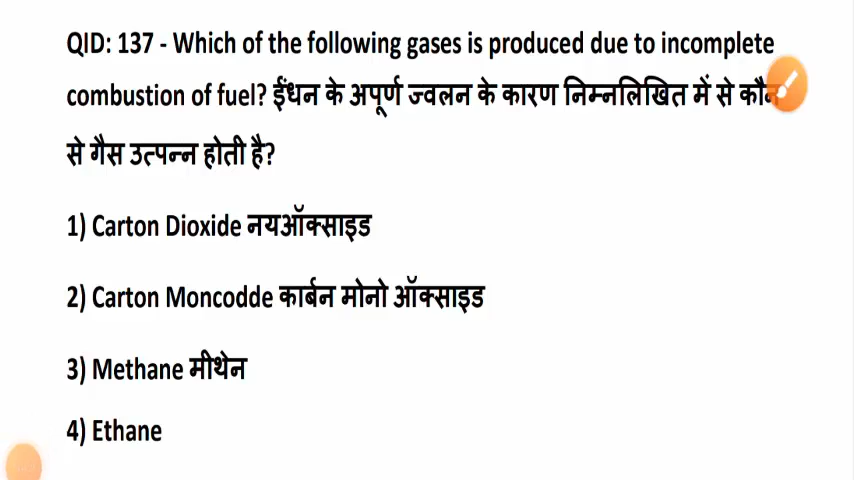 QID: 137 - Which of the following gases is produced due to incomplete
combustion of fuel? ईंधन के अपूर्ण ज्वलन के कारण निम्नलिखित में से कौन
से गैस उत्पन्न होती है?
1) Carton Dioxide नयऑक्साइड
2) Carton Moncodde कार्बन मोनो ऑक्साइड
3) Methane मीथेन
4) Ethane